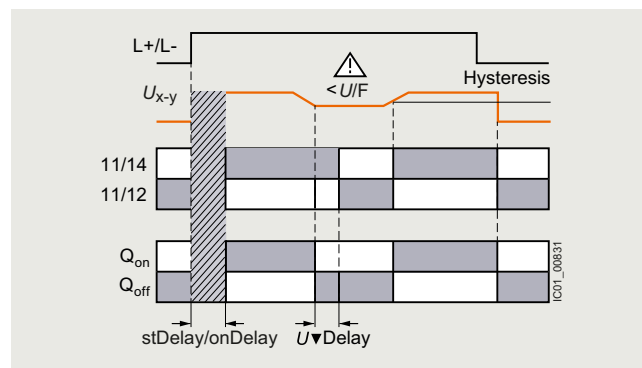 L+/L-
Hysteresis
< U/F
Ux-y
11/14
11/12
Qon
Qoff
IC01_00831
stDelay/onDelay
U▼Delay